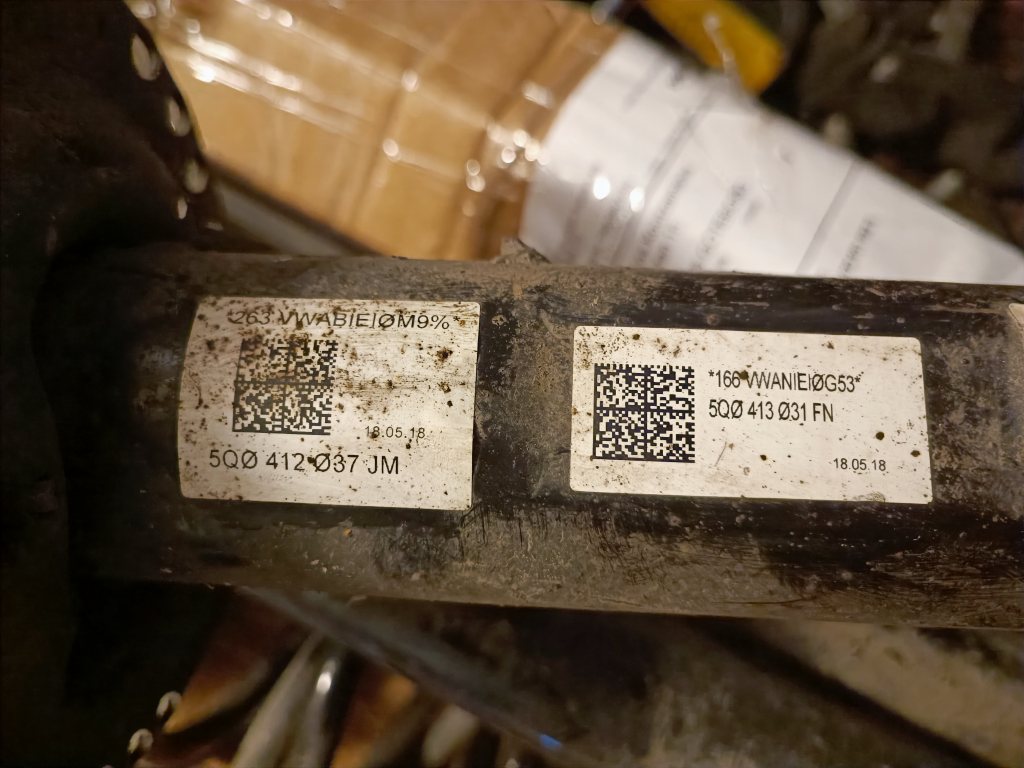 *263 VWABIEIØM9%*
18.05.18
5QØ 412 Ø37 JM
*166 VWANIEIØG53*
5QØ 413 Ø31 FN
18.05.18